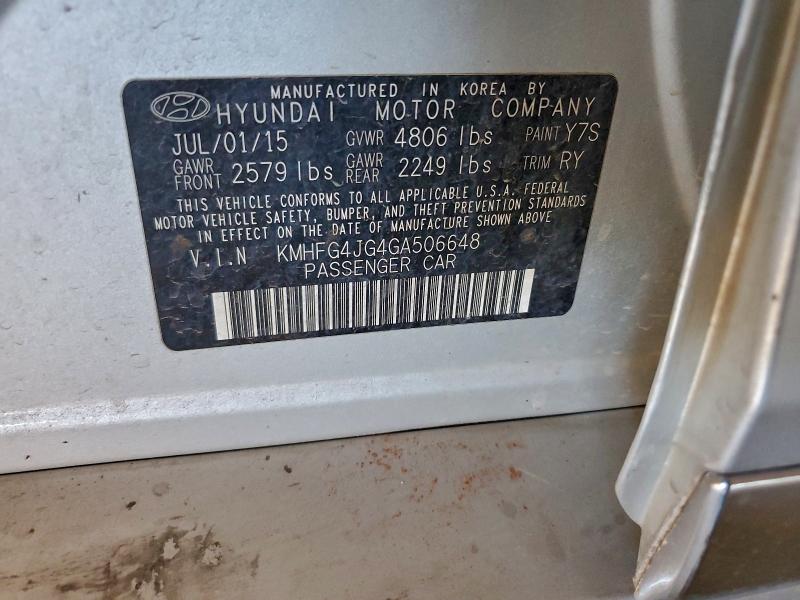 MANUFACTURED IN KOREA BY
HYUNDAI MOTOR COMPANY
JUL/01/15 GVWR 4806 lbs PAINT Y7S
GAWR FRONT 2579 lbs GAWR REAR 2249 lbs TRIM RY
THIS VEHICLE CONFORMS TO ALL APPLICABLE U.S.A. FEDERAL
MOTOR VEHICLE SAFETY, BUMPER, AND THEFT PREVENTION STANDARDS
IN EFFECT ON THE DATE OF MANUFACTURE SHOWN ABOVE
V.I.N KMHFG4JG4GA506648
PASSENGER CAR